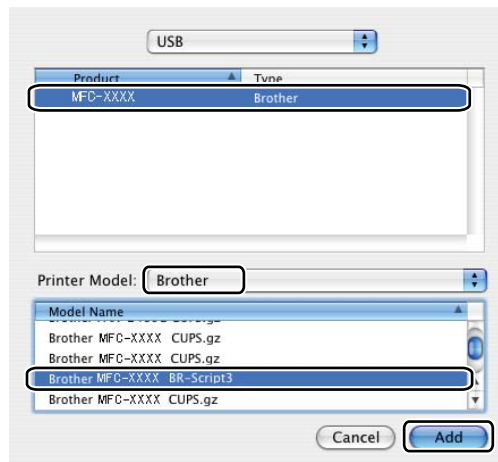 USB
Product Type
MFC-XXXX Brother
Printer Model: Brother
Model Name
Brother MFC-XXXX CUPS.gz
Brother MFC-XXXX CUPS.gz
Brother MFC-XXXX BR-Script3
Brother MFC-XXXX CUPS.gz
Cancel Add